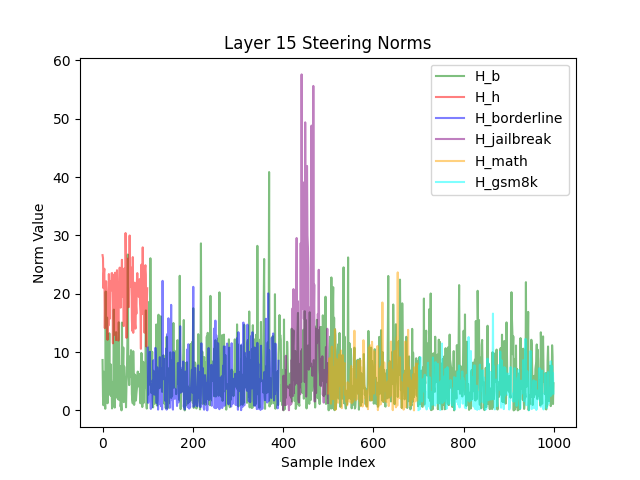 Layer 15 Steering Norms
60
50
40
30
20
10
0
Norm Value
H_b
H_h
H_borderline
H_jailbreak
H_math
H_gsm8k
0 200 400 600 800 1000
Sample Index